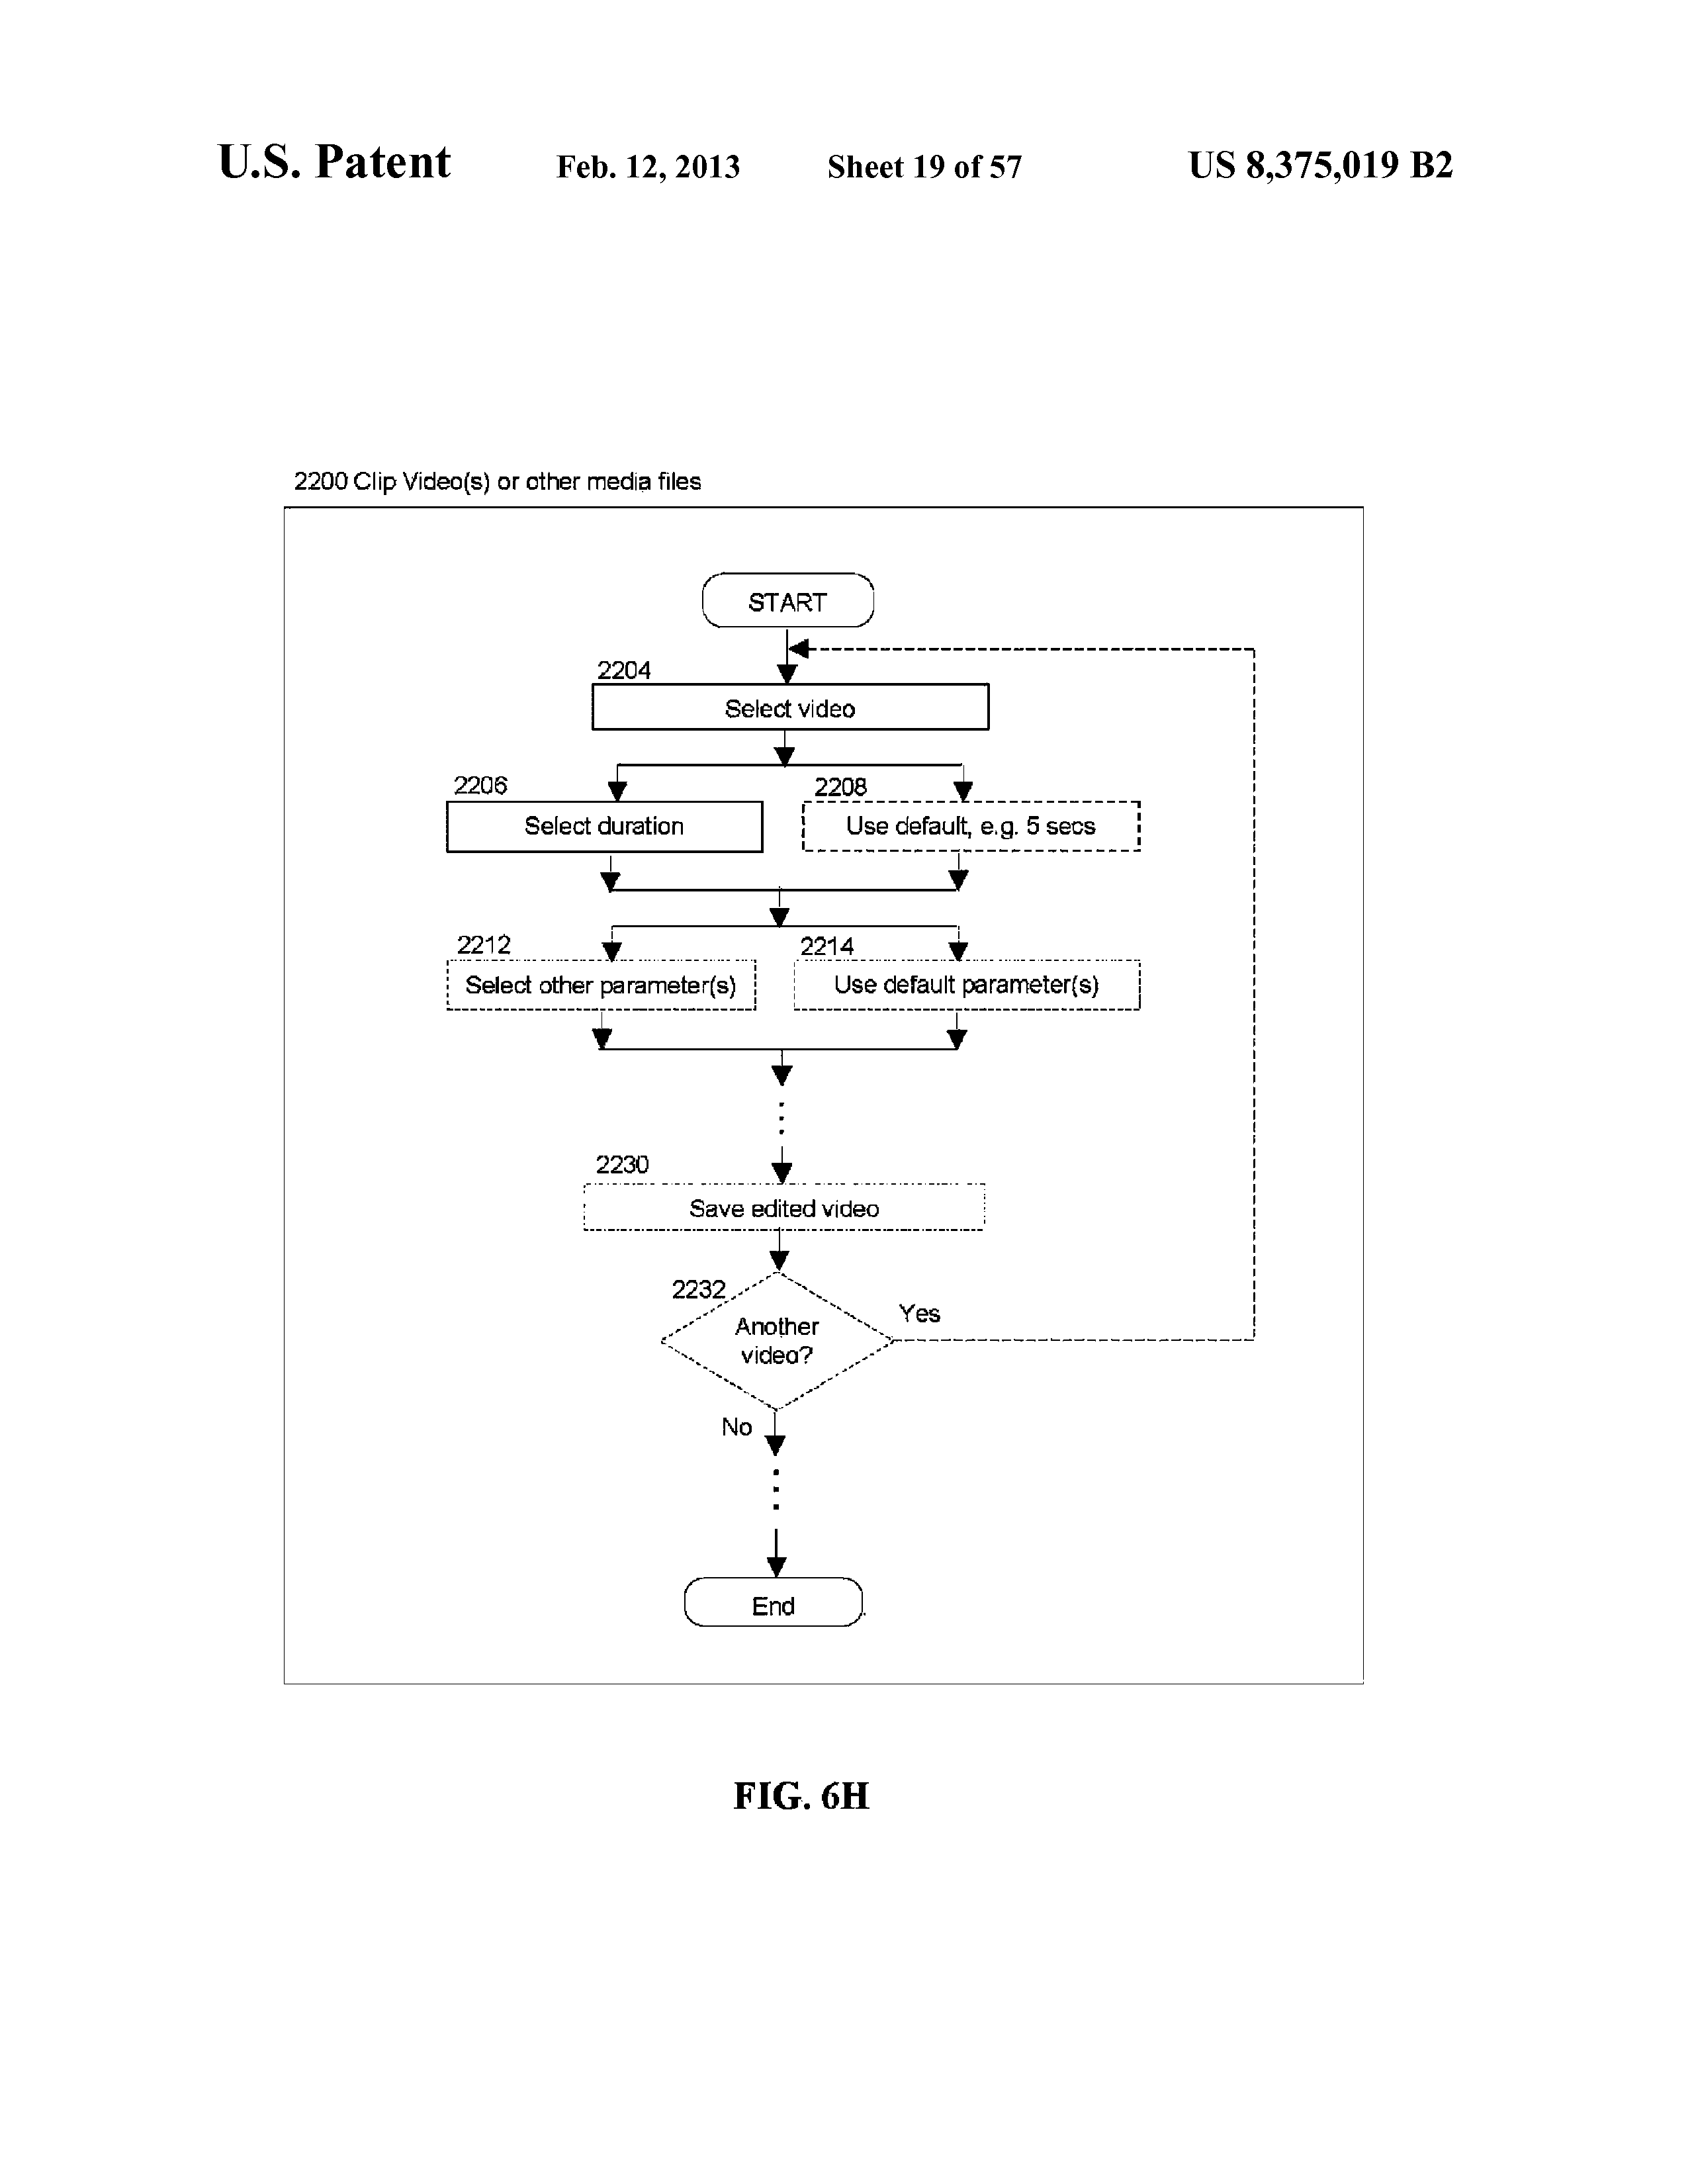 U.S. Patent Feb. 12, 2013 Sheet 19 of 57 US 8,375,019 B2
2200 Clip Video(s) or other media files
START
2204
Select video
2206
Select duration
2208
Use default, e.g. 5 secs
2212
Select other parameter(s)
2214
Use default parameter(s)
2230
Save edited video
2232
Another
video?
Yes
No
End
FIG. 6H